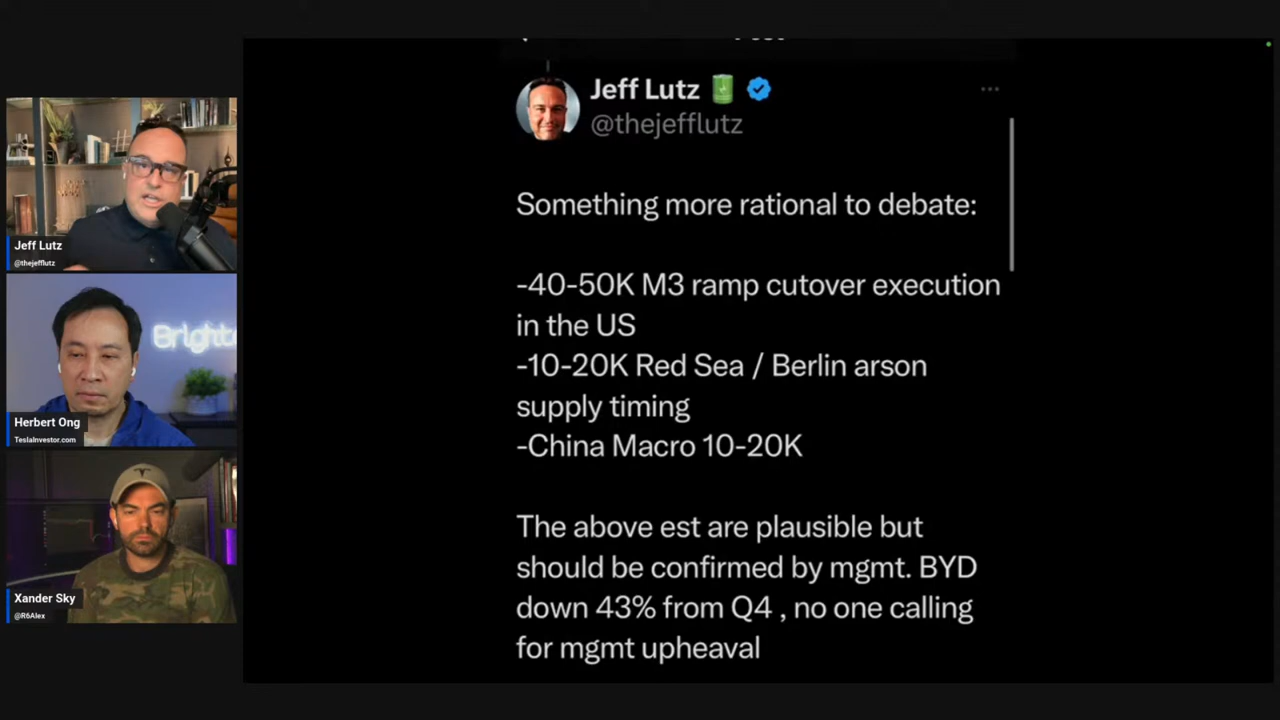 Jeff Lutz
@thejefflutz
Something more rational to debate:
-40-50K M3 ramp cutover execution
in the US
-10-20K Red Sea / Berlin arson
supply timing
-China Macro 10-20K
The above est are plausible but
should be confirmed by mgmt. BYD
down 43% from Q4 , no one calling
for mgmt upheaval
Jeff Lutz
@thejefflutz
Brighte
Herbert Ong
TeslaInvestor.com
Xander Sky
@R6Alex